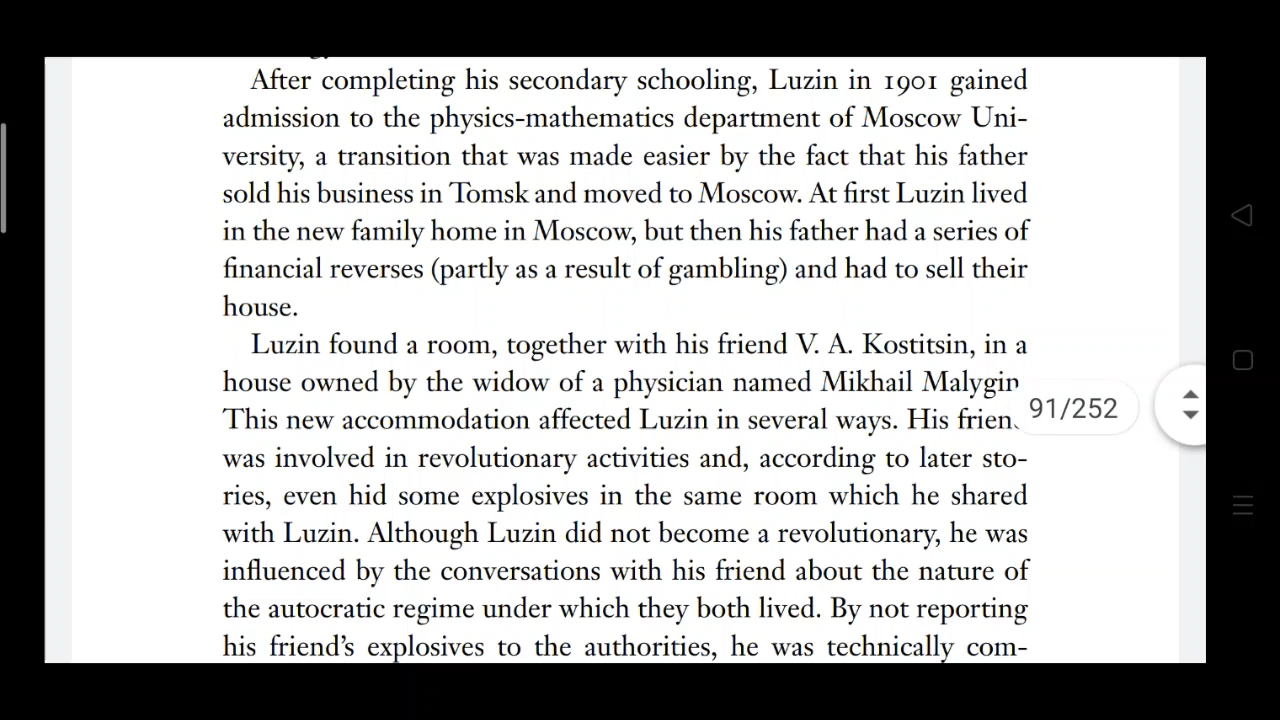 After completing his secondary schooling, Luzin in 1901 gained
admission to the physics-mathematics department of Moscow Uni-
versity, a transition that was made easier by the fact that his father
sold his business in Tomsk and moved to Moscow. At first Luzin lived
in the new family home in Moscow, but then his father had a series of
financial reverses (partly as a result of gambling) and had to sell their
house.
Luzin found a room, together with his friend V. A. Kostitsin, in a
house owned by the widow of a physician named Mikhail Malygin
This new accommodation affected Luzin in several ways. His
91/252
was involved in revolutionary activities and, according to later sto-
ries, even hid some explosives in the same room which he shared
with Luzin. Although Luzin did not become a revolutionary, he was
influenced by the conversations with his friend about the nature of
the autocratic regime under which they both lived. By not reporting
his friend's explosives to the authorities, he was technically com-